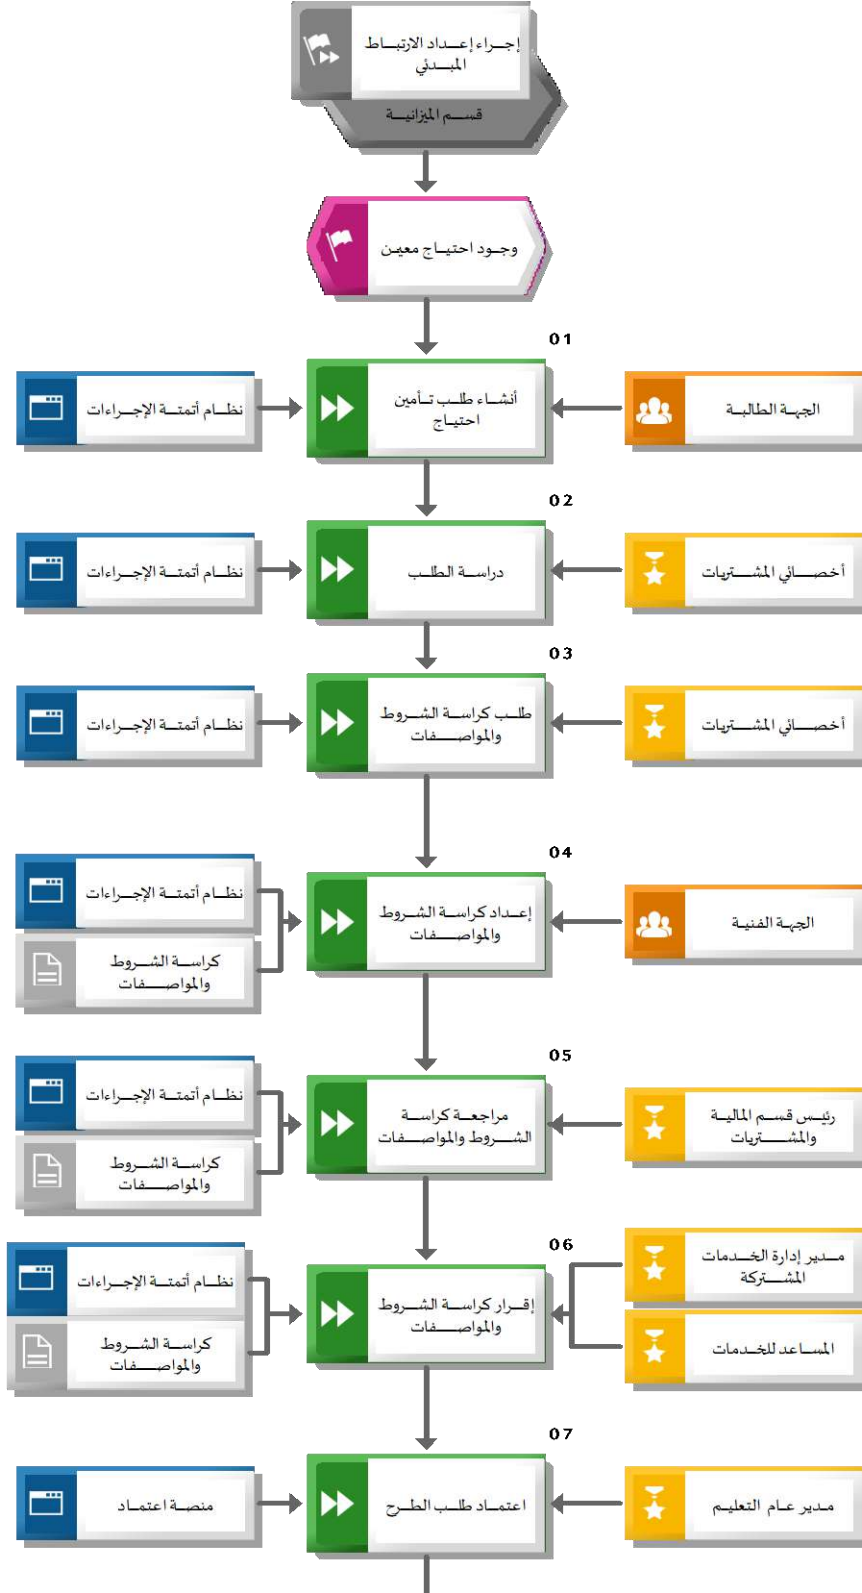 إجراء إعداد الارتباط
المبدئي
قسم الميزانية
وجود احتياج معين
01
الجهة الطالبة
أنشاء طلب تأمين
احتياج
نظام أتمتة الإجراءات
02
أخصائي المشتريات
دراسة الطلب
نظام أتمتة الإجراءات
03
أخصائي المشتريات
طلب كراسة الشروط
والمواصفات
نظام أتمتة الإجراءات
04
الجهة الفنية
إعداد كراسة الشروط
والمواصفات
نظام أتمتة الإجراءات
كراسة الشروط
والمواصفات
05
رئيس قسم المالية
والمشتريات
مراجعة كراسة
الشروط والمواصفات
نظام أتمتة الإجراءات
كراسة الشروط
والمواصفات
06
مدير إدارة الخدمات
المشتركة
المساعد للخدمات
إقرار كراسة الشروط
والمواصفات
نظام أتمتة الإجراءات
كراسة الشروط
والمواصفات
07
مدير عام التعليم
اعتماد طلب الطرح
منصة اعتماد